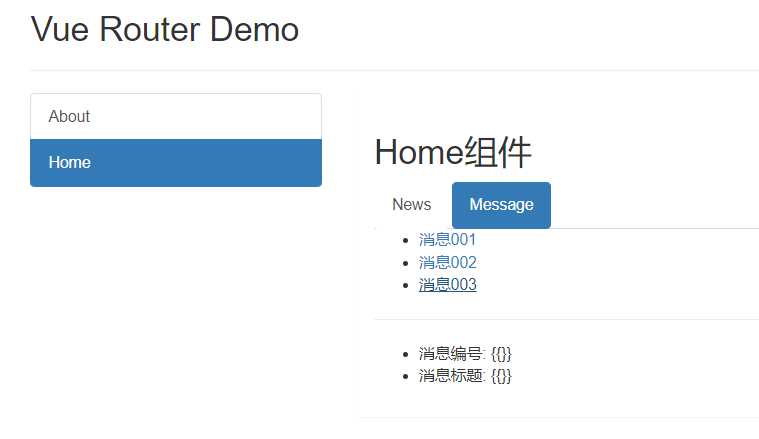 Vue Router Demo
About
Home
Home组件
News Message
消息001
消息002
消息003
消息编号: {{}}
消息标题: {{}}